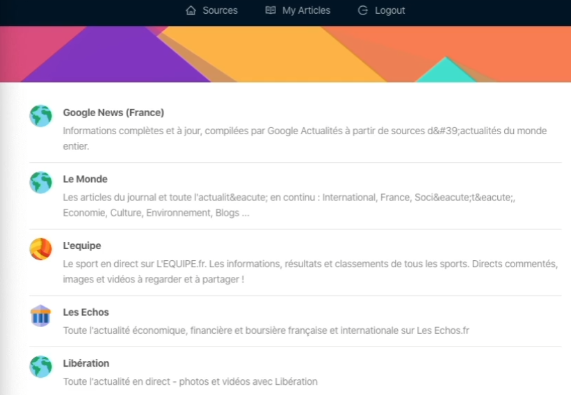 Sources My Articles Logout
Google News (France)
Informations complètes et à jour, compilées par Google Actualités à partir de sources d&#39;actualités du monde
entier.
Le Monde
Les articles du journal et toute l'actualit&eacute; en continu : International, France, Soci&eacute;t&eacute;,
Economie, Culture, Environnement, Blogs ...
L'equipe
Le sport en direct sur L'EQUIPE.fr. Les informations, résultats et classements de tous les sports. Directs commentés,
images et vidéos à regarder et à partager !
Les Echos
Toute l'actualité économique, financière et boursière française et internationale sur Les Echos.fr
Libération
Toute l'actualité en direct - photos et vidéos avec Libération